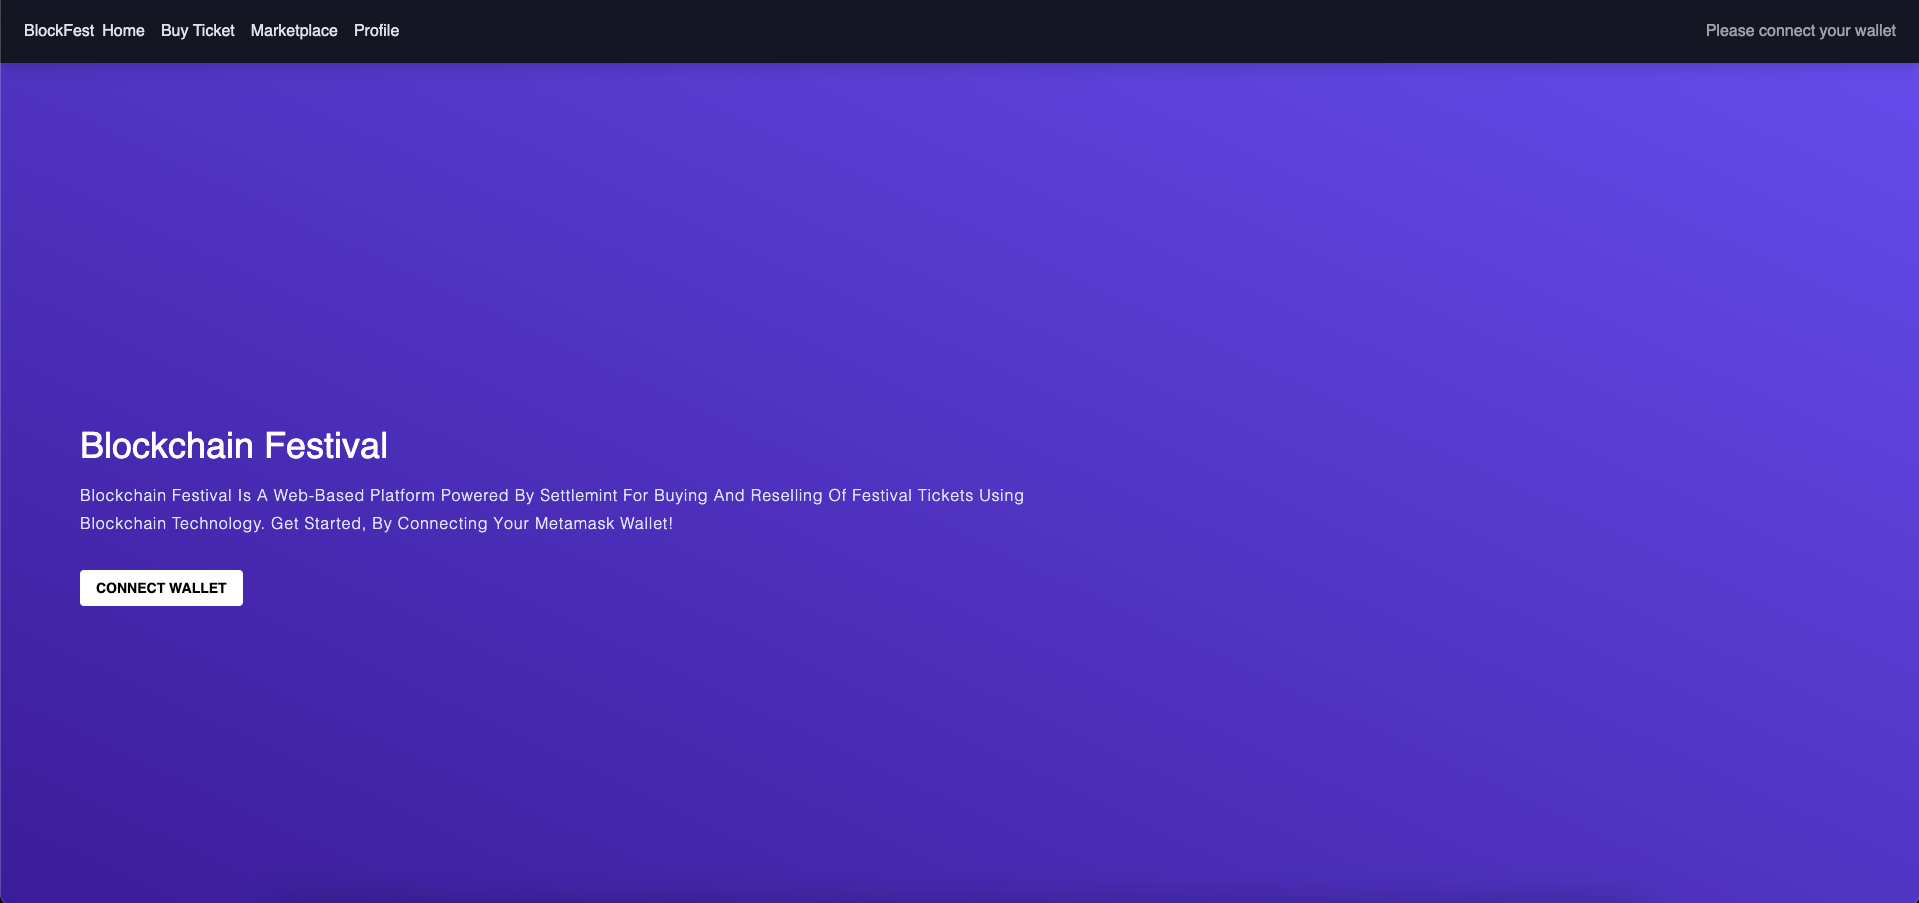 BlockFest Home Buy Ticket Marketplace Profile Please connect your wallet
Blockchain Festival
Blockchain Festival Is A Web-Based Platform Powered By Settlemint For Buying And Reselling Of Festival Tickets Using
Blockchain Technology. Get Started, By Connecting Your Metamask Wallet!
CONNECT WALLET